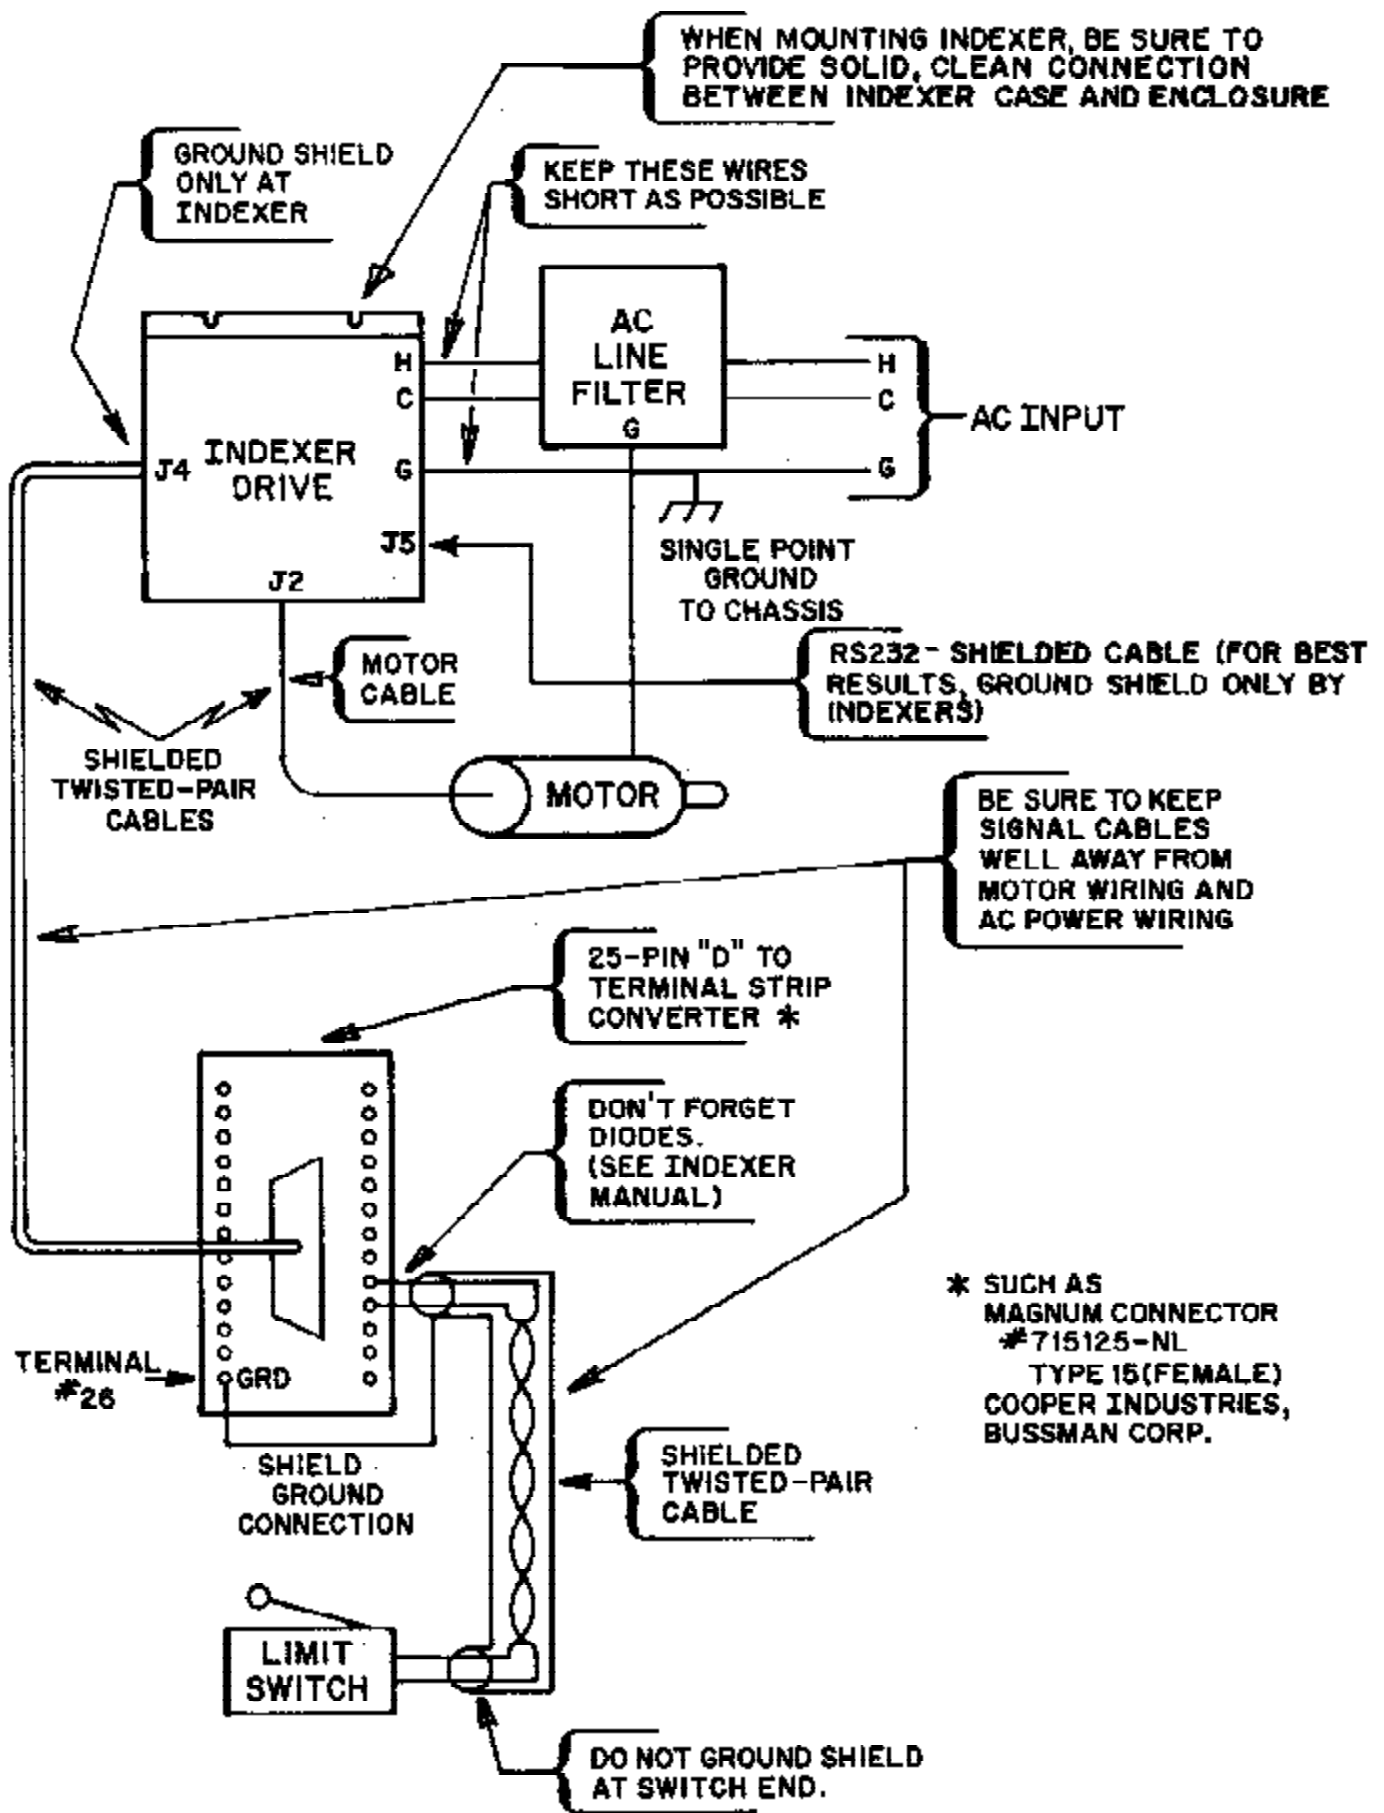 WHEN MOUNTING INDEXER, BE SURE TO
PROVIDE SOLID, CLEAN CONNECTION
BETWEEN INDEXER CASE AND ENCLOSURE
GROUND SHIELD
ONLY AT
INDEXER
KEEP THESE WIRES
SHORT AS POSSIBLE
AC
LINE
FILTER
G
H
C
G
H
C
G
AC INPUT
J4
INDEXER
DRIVE
J5
J2
SINGLE POINT
GROUND
TO CHASSIS
MOTOR
CABLE
RS232- SHIELDED CABLE (FOR BEST
RESULTS, GROUND SHIELD ONLY BY
INDEXERS)
SHIELDED
TWISTED-PAIR
CABLES
MOTOR
BE SURE TO KEEP
SIGNAL CABLES
WELL AWAY FROM
MOTOR WIRING AND
AC POWER WIRING
25-PIN "D" TO
TERMINAL STRIP
CONVERTER *
DON'T FORGET
DIODES.
(SEE INDEXER
MANUAL)
* SUCH AS
MAGNUM CONNECTOR
#715125-NL
TYPE 15(FEMALE)
COOPER INDUSTRIES,
BUSSMAN CORP.
TERMINAL
#26
GRD
SHIELD
GROUND
CONNECTION
SHIELDED
TWISTED-PAIR
CABLE
LIMIT
SWITCH
DO NOT GROUND SHIELD
AT SWITCH END.